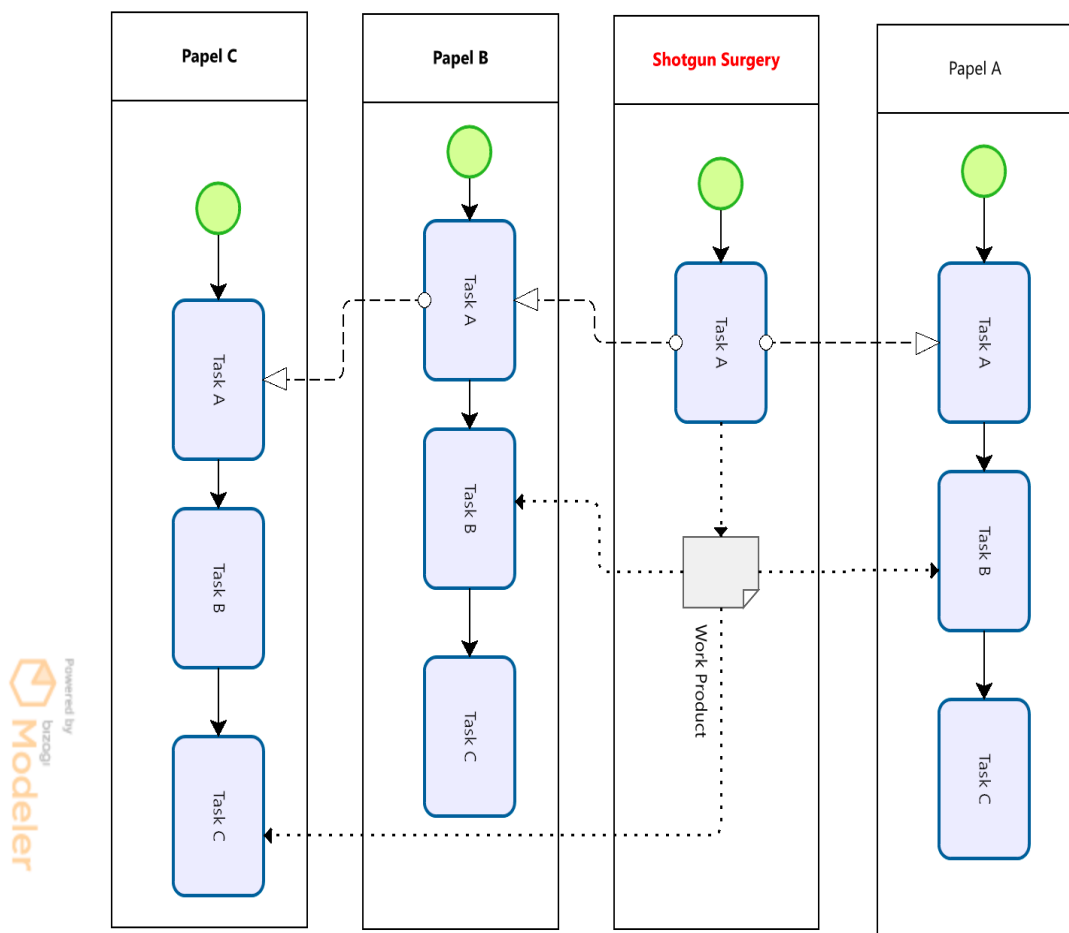 Papel C
Papel B
Shotgun Surgery
Papel A
Task A
Task B
Task C
Task A
Task B
Task C
Task A
Work Product
Task A
Task B
Task C
Powered by
bizagi
Modeler